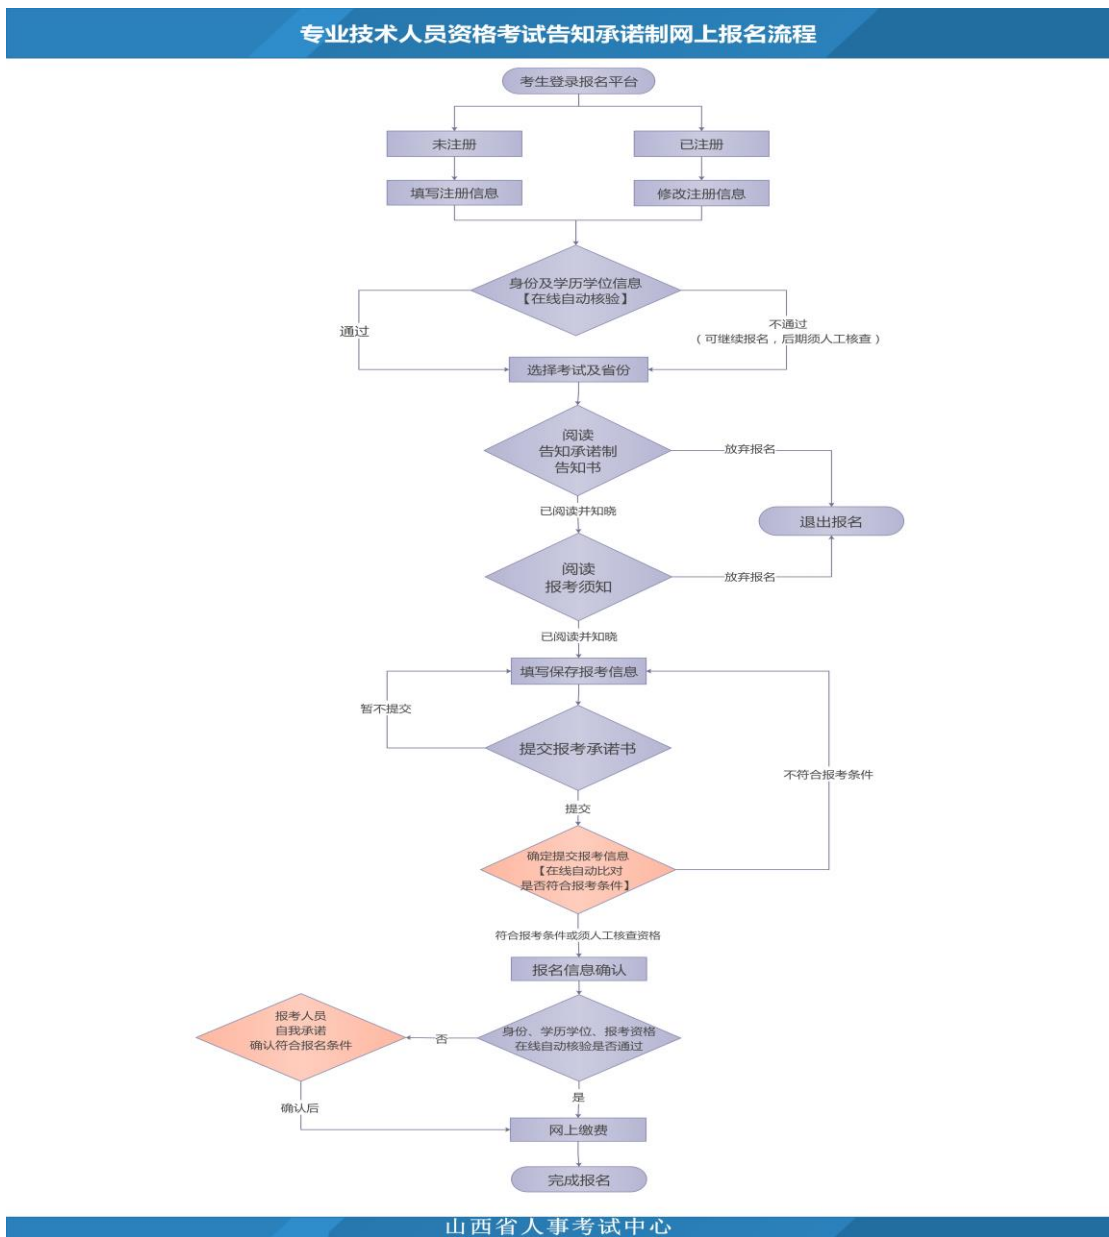 专业技术人员资格考试告知承诺制网上报名流程
考生登录报名平台
未注册
已注册
填写注册信息
修改注册信息
身份及学历学位信息
【在线自动核验】
通过
不通过
（可继续报名，后期须人工核查）
选择考试及省份
阅读
告知承诺制
告知书
放弃报名
已阅读并知晓
退出报名
阅读
报考须知
放弃报名
已阅读并知晓
填写保存报考信息
暂不提交
提交报考承诺书
不符合报考条件
提交
确定提交报考信息
【在线自动比对
是否符合报考条件】
符合报考条件或须人工核查资格
报名信息确认
报考人员
自我承诺
确认符合报名条件
否
身份、学历学位、报考资格
在线自动核验是否通过
是
确认后
网上缴费
完成报名
山西省人事考试中心